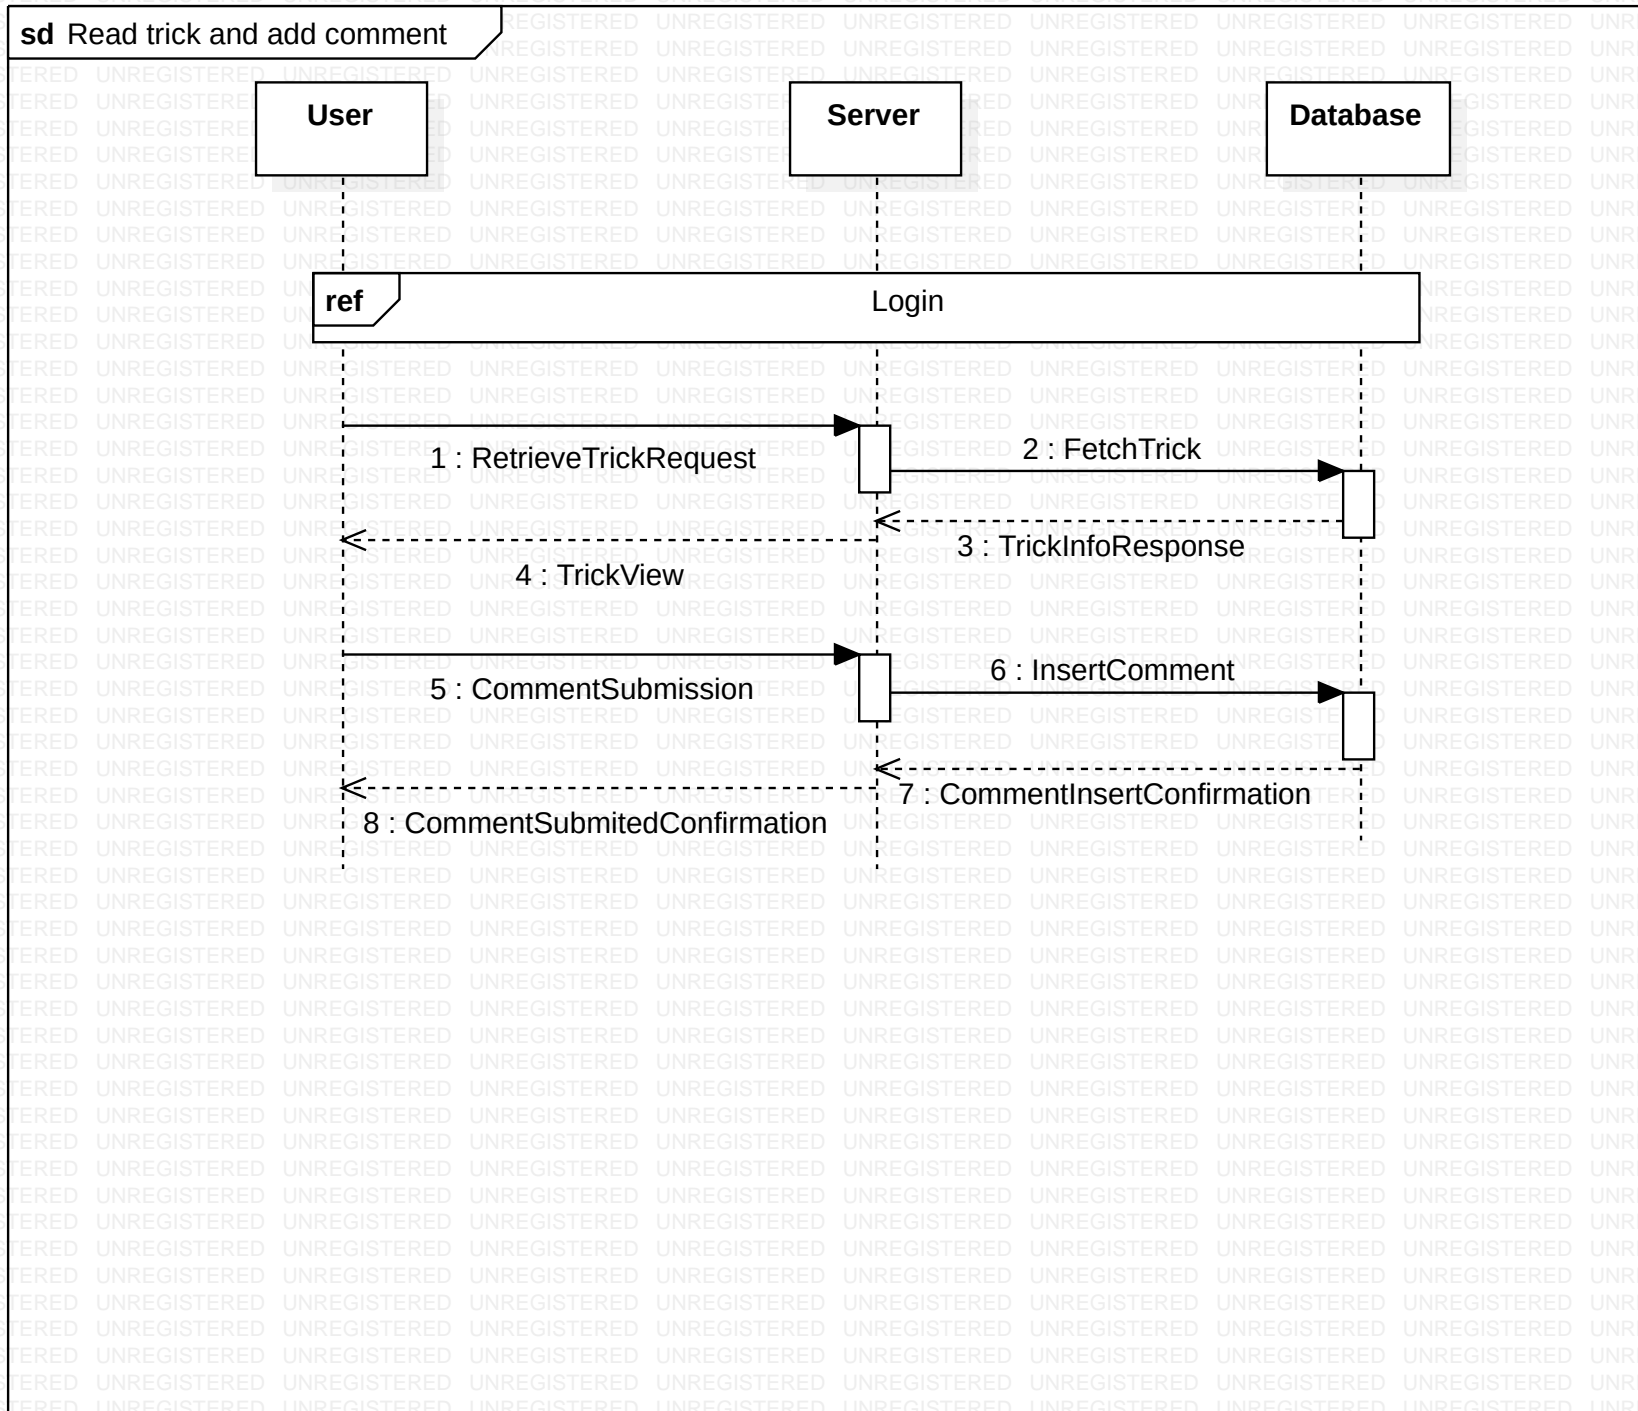 sd Read trick and add comment
User
Server
Database
ref
Login
1 : RetrieveTrickRequest
2 : FetchTrick
3 : TrickInfoResponse
4 : TrickView
5 : CommentSubmission
6 : InsertComment
7 : CommentInsertConfirmation
8 : CommentSubmitedConfirmation
UNREGISTERED